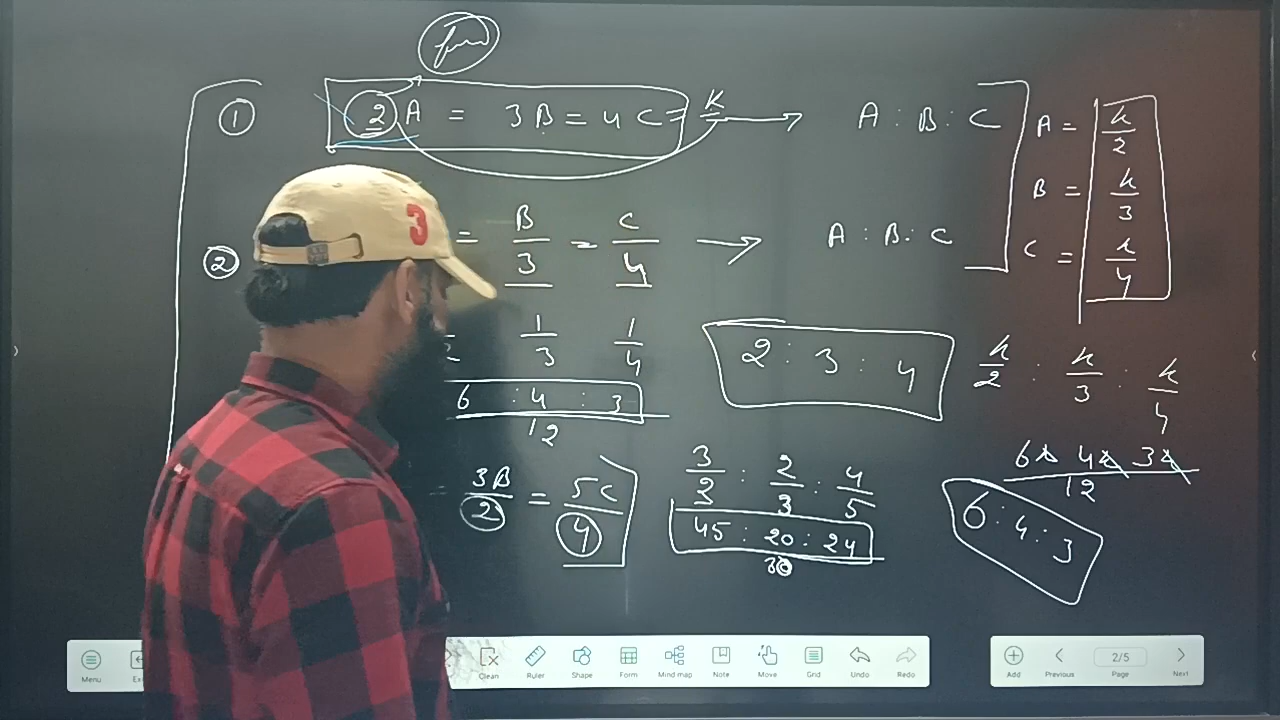 ① 2A = 3B = 4C = K → A : B : C
A = k/2
B = k/3
C = k/4
② = B/3 = C/4 → A : B : C
3
1/3 1/4
2 : 3 : 4
k/2 : k/3 : k/4
6 : 4 : 3
12
6k 4k 3k
12
6 : 4 : 3
= 3B/2 = 5C/4
3/2 : 2/3 : 4/5
45 : 20 : 24
30
Menu Clean Ruler Shape Form Mind map Note Move Grid Undo Redo
Add Previous 2/5 Page Next